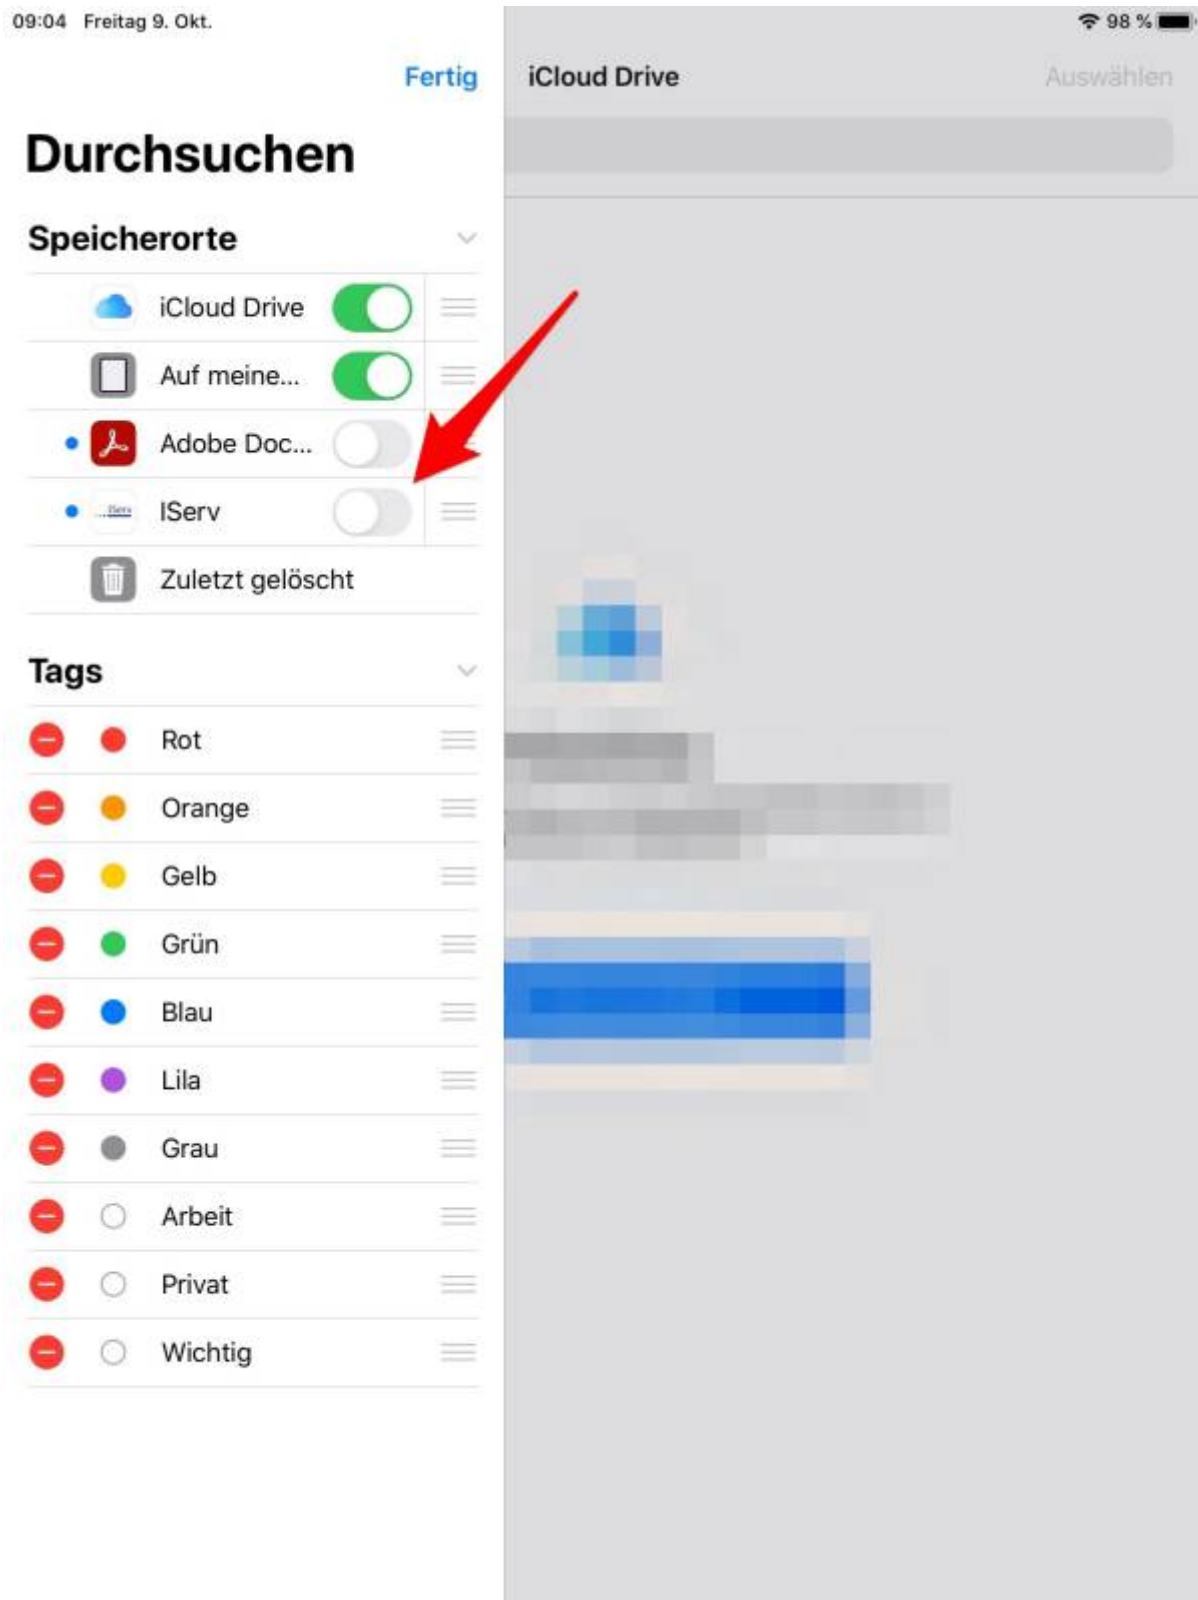 09:04 Freitag 9. Okt.
98 %
Fertig
iCloud Drive
Auswählen
Durchsuchen
Speicherorte
iCloud Drive
Auf meine...
Adobe Doc...
...IServ
IServ
Zuletzt gelöscht
Tags
Rot
Orange
Gelb
Grün
Blau
Lila
Grau
Arbeit
Privat
Wichtig